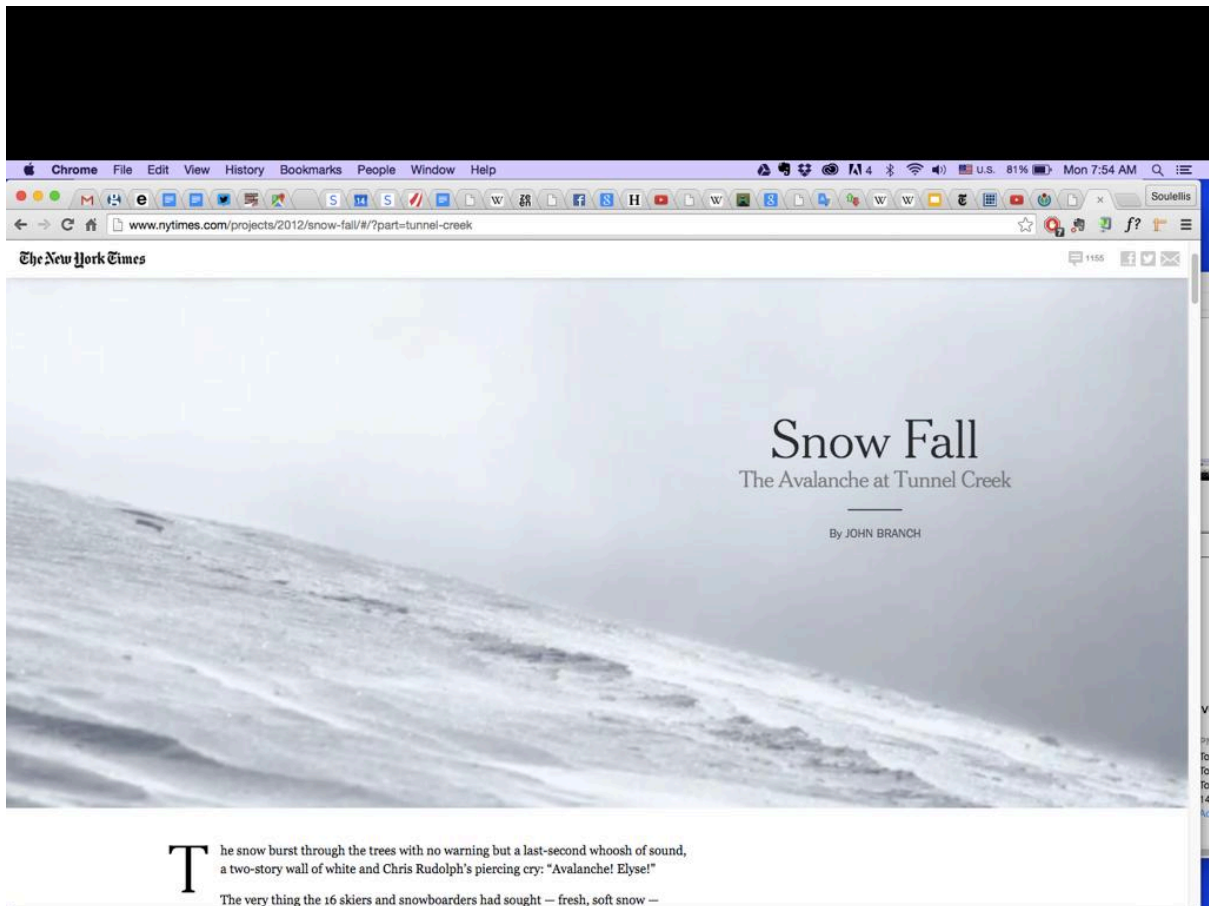 Chrome File Edit View History Bookmarks People Window Help 4 U.S. 81% Mon 7:54 AM
Soulellis
www.nytimes.com/projects/2012/snow-fall/#/?part=tunnel-creek
The New York Times 1155
Snow Fall
The Avalanche at Tunnel Creek
By JOHN BRANCH
The snow burst through the trees with no warning but a last-second whoosh of sound,
a two-story wall of white and Chris Rudolph’s piercing cry: “Avalanche! Elyse!”
The very thing the 16 skiers and snowboarders had sought — fresh, soft snow —